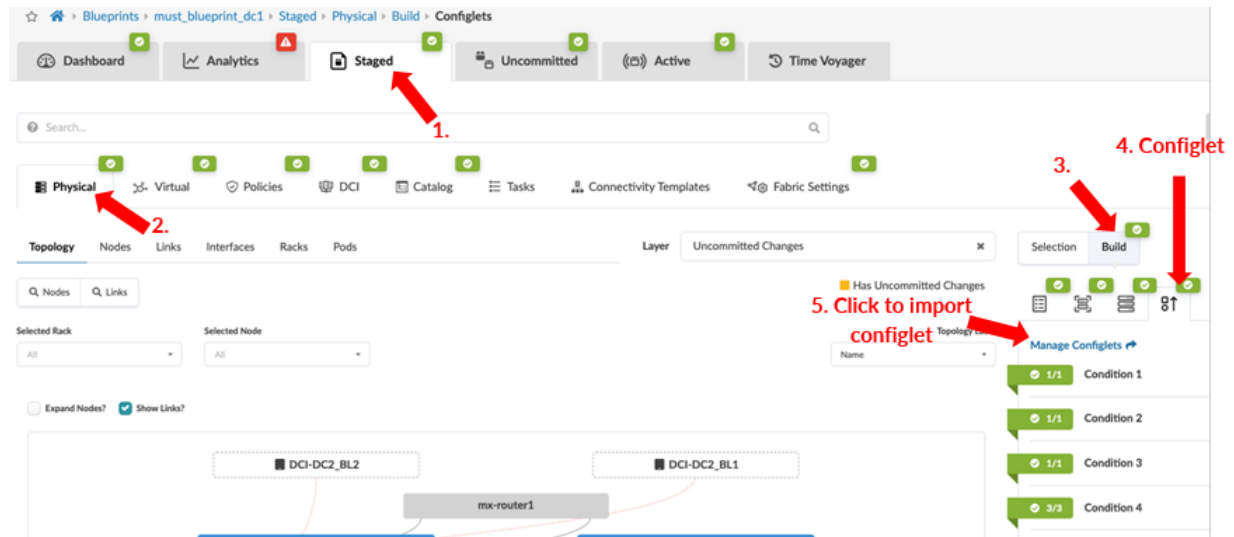 Blueprints › must_blueprint_dc1 › Staged › Physical › Build › Configlets
Dashboard Analytics Staged Uncommitted Active Time Voyager
1.
Search...
4. Configlet
3.
Physical Virtual Policies DCI Catalog Tasks Connectivity Templates Fabric Settings
2.
Topology Nodes Links Interfaces Racks Pods Layer Uncommitted Changes Selection Build
Nodes Links Has Uncommitted Changes
5. Click to import
configlet
Selected Rack Selected Node Topology
Manage Configlets
All All Name
1/1 Condition 1
Expand Nodes? Show Links?
1/1 Condition 2
DCI-DC2_BL2 DCI-DC2_BL1 1/1 Condition 3
mx-router1 3/3 Condition 4